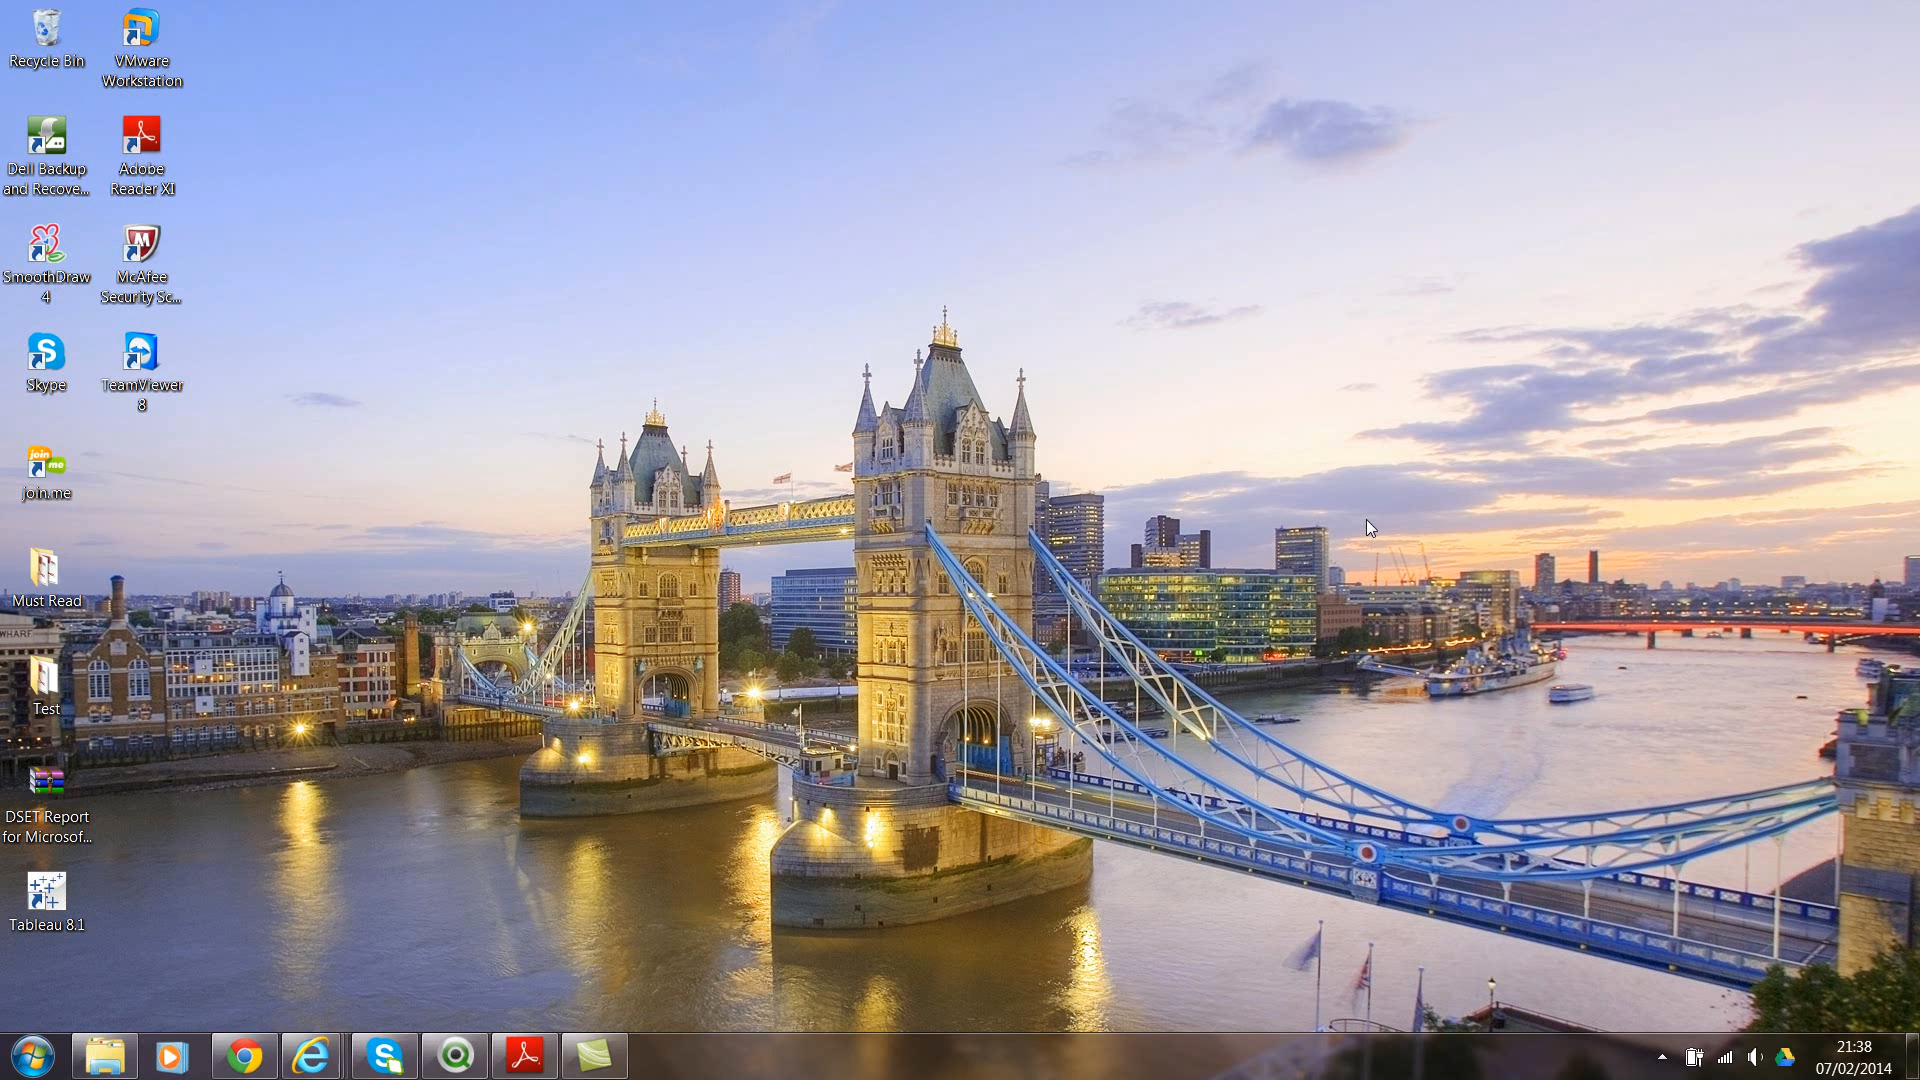 Recycle Bin
VMware
Workstation
Dell Backup
and Recove...
Adobe
Reader XI
SmoothDraw
4
McAfee
Security Sc...
Skype
TeamViewer
8
join
me
join.me
Must Read
Test
DSET Report
for Microsof...
Tableau 8.1
WHARF
21:38
07/02/2014